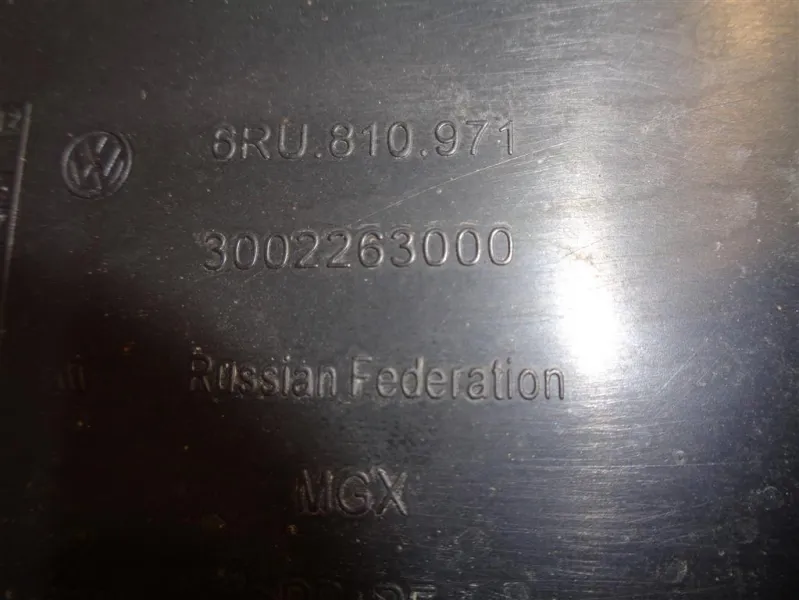 6RU.810.971
3002263000
Russian Federation
MGX